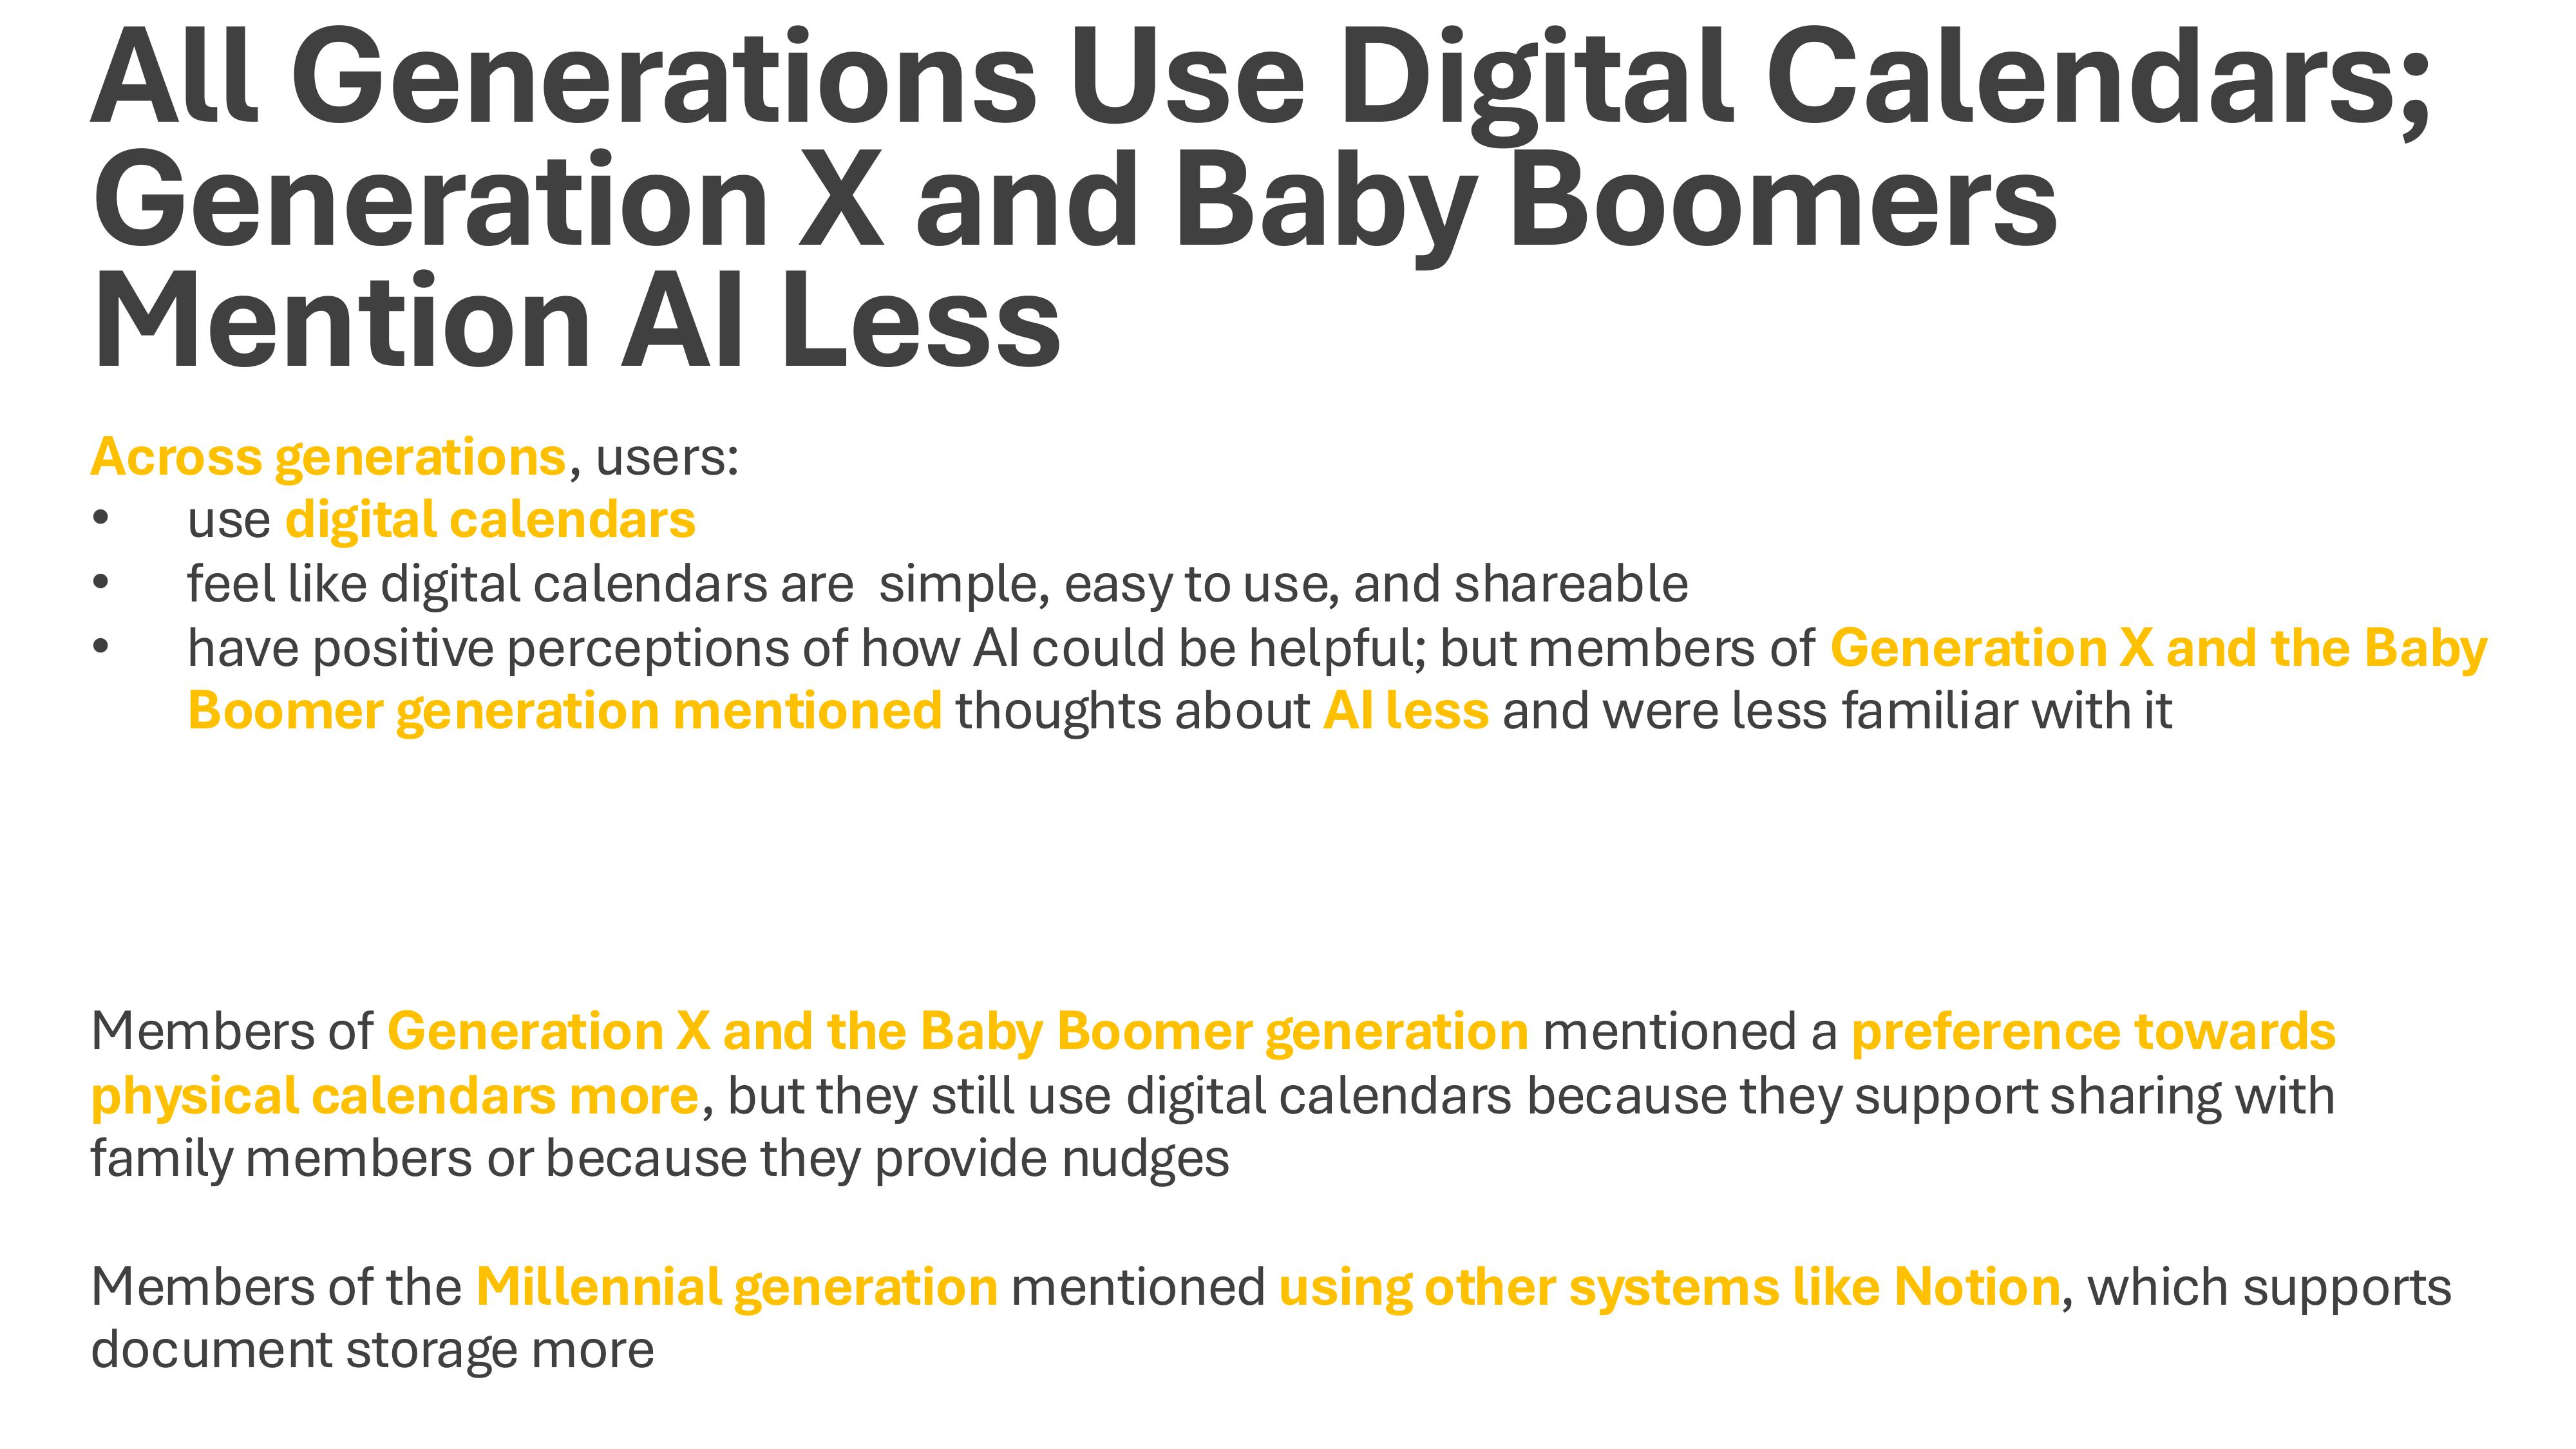 All Generations Use Digital Calendars;
Generation X and Baby Boomers
Mention AI Less
Across generations, users:
• use digital calendars
• feel like digital calendars are  simple, easy to use, and shareable
• have positive perceptions of how AI could be helpful; but members of Generation X and the Baby
Boomer generation mentioned thoughts about AI less and were less familiar with it
Members of Generation X and the Baby Boomer generation mentioned a preference towards
physical calendars more, but they still use digital calendars because they support sharing with
family members or because they provide nudges
Members of the Millennial generation mentioned using other systems like Notion, which supports
document storage more